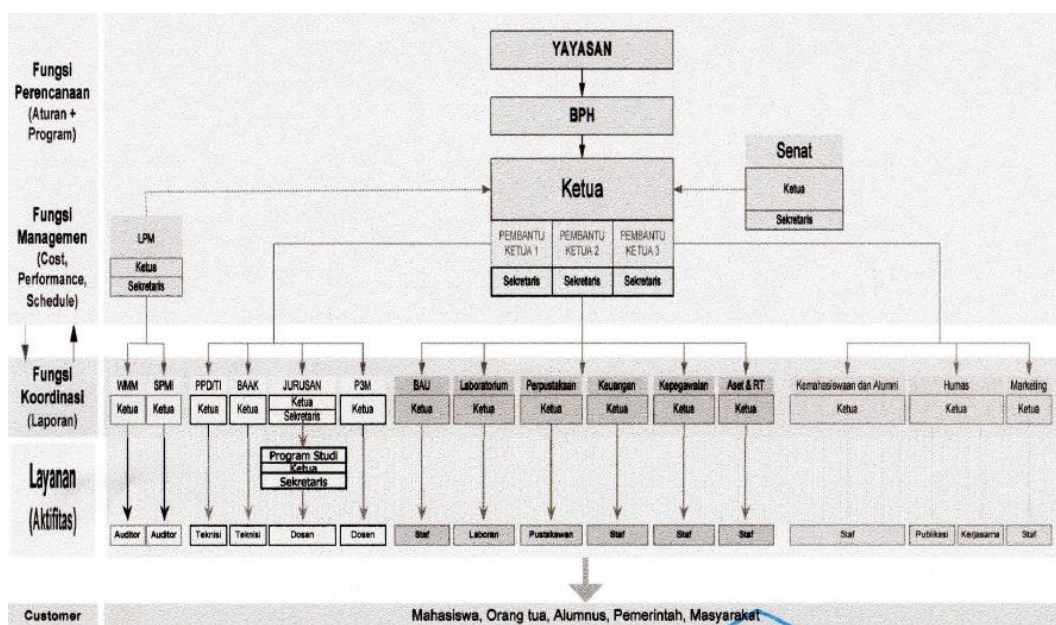 Fungsi
Perencanaan
(Aturan +
Program)
YAYASAN
BPH
Ketua
Senat
Ketua
Sekretaris
Fungsi
Managemen
(Cost,
Performance,
Schedule)
LPM
Ketua
Sekretaris
PEMBANTU
KETUA 1
PEMBANTU
KETUA 2
PEMBANTU
KETUA 3
Sekretaris
Sekretaris
Sekretaris
Fungsi
Koordinasi
(Laporan)
WMM
SPMI
PPD/TI
BAAK
JURUSAN
P3M
BAU
Laboratorium
Perpustakaan
Keuangan
Kepegawaian
Aset & RT
Kemahasiswaan dan Alumni
Humas
Marketing
Ketua
Ketua
Ketua
Ketua
Ketua
Sekretaris
Ketua
Ketua
Ketua
Ketua
Ketua
Ketua
Ketua
Ketua
Ketua
Ketua
Layanan
(Aktifitas)
Program Studi
Ketua
Sekretaris
Auditor
Auditor
Teknisi
Teknisi
Dosen
Dosen
Staf
Laboran
Pustakawan
Staf
Staf
Staf
Staf
Publikasi
Kerjasama
Staf
Customer
Mahasiswa, Orang tua, Alumnus, Pemerintah, Masyarakat